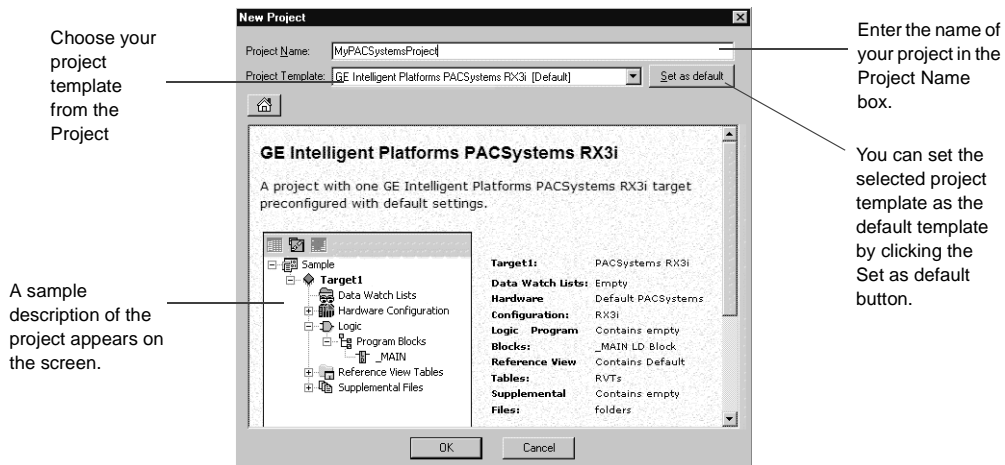 New Project
Choose your
project
template
from the
Project
Project Name:
MyPACSystemsProject
Project Template:
GE Intelligent Platforms PACSystems RX3i [Default]
Set as default
Enter the name of
your project in the
Project Name
box.
You can set the
selected project
template as the
default template
by clicking the
Set as default
button.
GE Intelligent Platforms PACSystems RX3i
A project with one GE Intelligent Platforms PACSystems RX3i target
preconfigured with default settings.
A sample
description of the
project appears on
the screen.
Sample
Target1
Data Watch Lists
Hardware Configuration
Logic
Program Blocks
_MAIN
Reference View Tables
Supplemental Files
Target1: PACSystems RX3i
Data Watch Lists: Empty
Hardware Default PACSystems
Configuration: RX3i
Logic Program Contains empty
Blocks: _MAIN LD Block
Reference View Contains Default
Tables: RVTs
Supplemental Contains empty
Files: folders
OK
Cancel